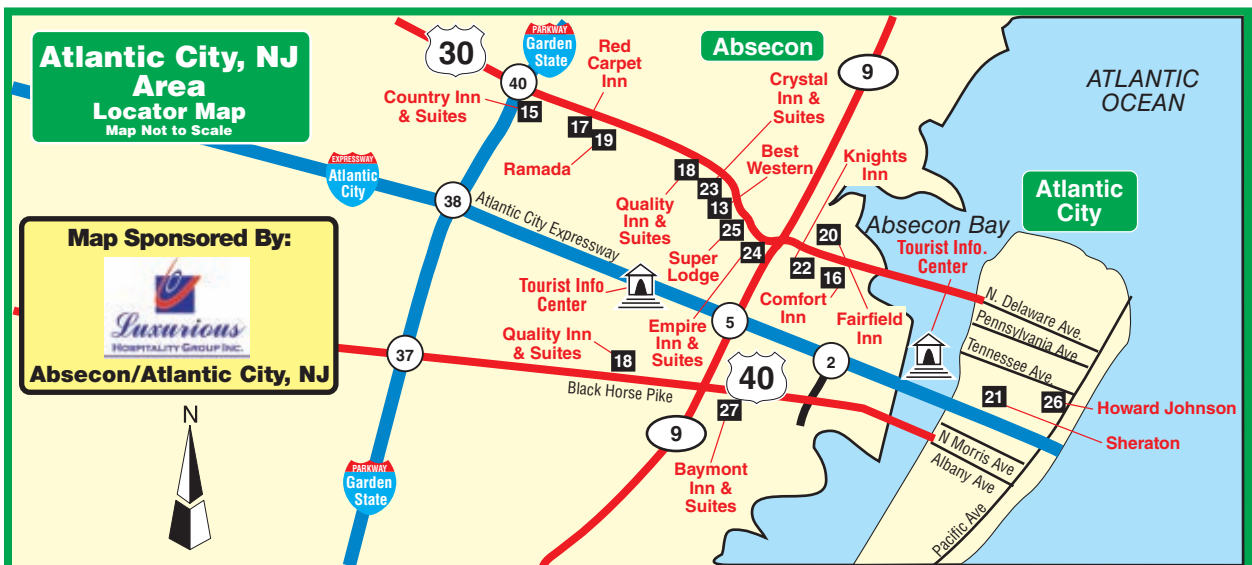 Atlantic City, NJ
Area
Locator Map
Map Not to Scale
30
PARKWAY
Garden
State
40
Red
Carpet
Inn
Absecon
9
ATLANTIC
OCEAN
Country Inn
& Suites
15
17
19
Ramada
Crystal
Inn &
Suites
Best
Western
Knights
Inn
EXPRESSWAY
Atlantic
City
38
Atlantic City Expressway
18
23
13
25
24
Quality
Inn &
Suites
Super
Lodge
Empire
Inn &
Suites
20
22
16
Comfort
Inn
Fairfield
Inn
Absecon Bay
Tourist Info.
Center
Atlantic
City
Map Sponsored By:
Luxurious
HOSPITALITY GROUP INC.
Absecon/Atlantic City, NJ
Tourist Info
Center
5
2
N. Delaware Ave.
Pennsylvania Ave
Tennessee Ave.
37
Quality Inn
& Suites
18
Black Horse Pike
40
27
Baymont
Inn &
Suites
9
21
26
Howard Johnson
Sheraton
N Morris Ave
Albany Ave
Pacific Ave
N
PARKWAY
Garden
State